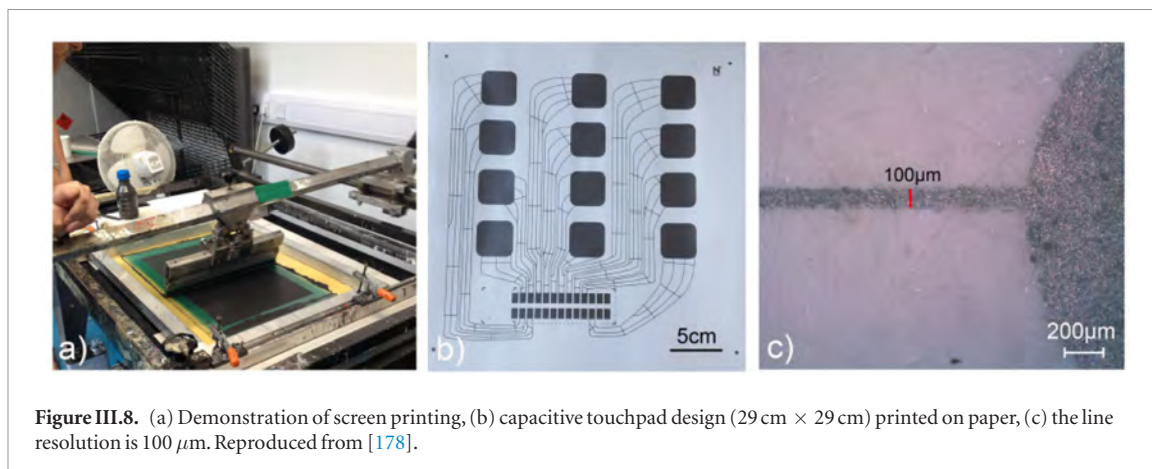 a)
b)
5cm
100μm
200μm
c)
Figure III.8. (a) Demonstration of screen printing, (b) capacitive touchpad design (29 cm × 29 cm) printed on paper, (c) the line
resolution is 100 μm. Reproduced from [178].